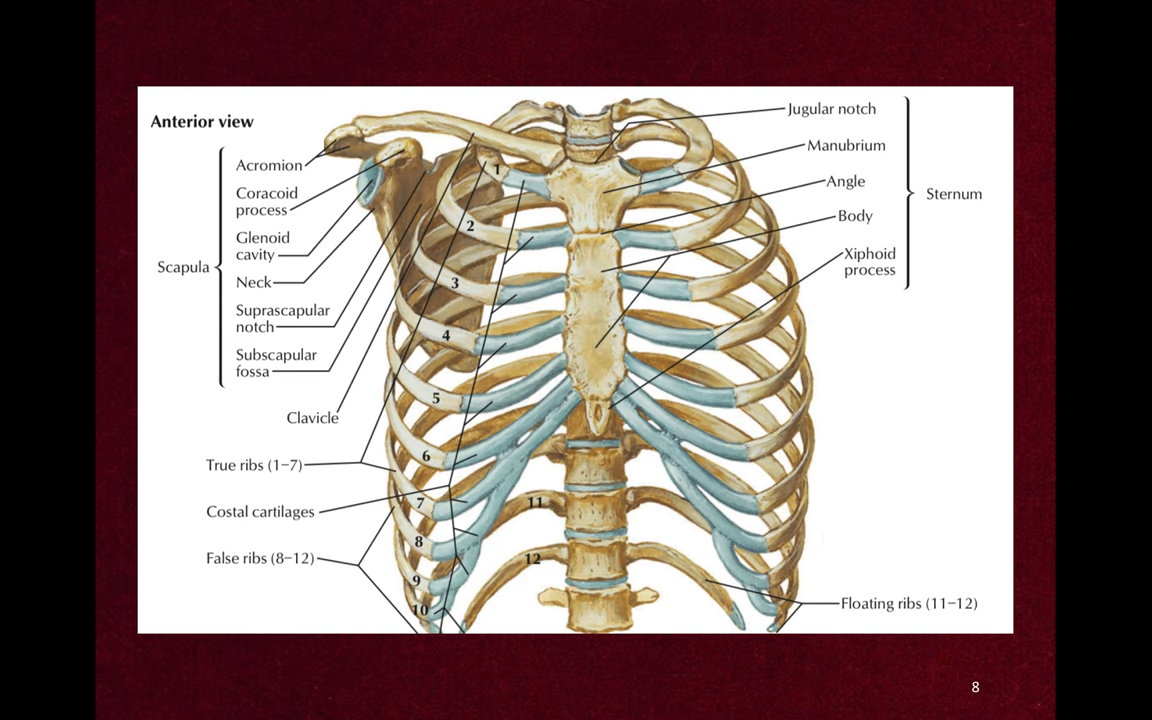 Anterior view
Acromion
Coracoid
process
Glenoid
cavity
Scapula
Neck
Suprascapular
notch
Subscapular
fossa
Clavicle
True ribs (1−7)
Costal cartilages
False ribs (8−12)
1
2
3
4
5
6
7
8
9
10
11
12
Jugular notch
Manubrium
Angle
Body
Sternum
Xiphoid
process
Floating ribs (11−12)
8